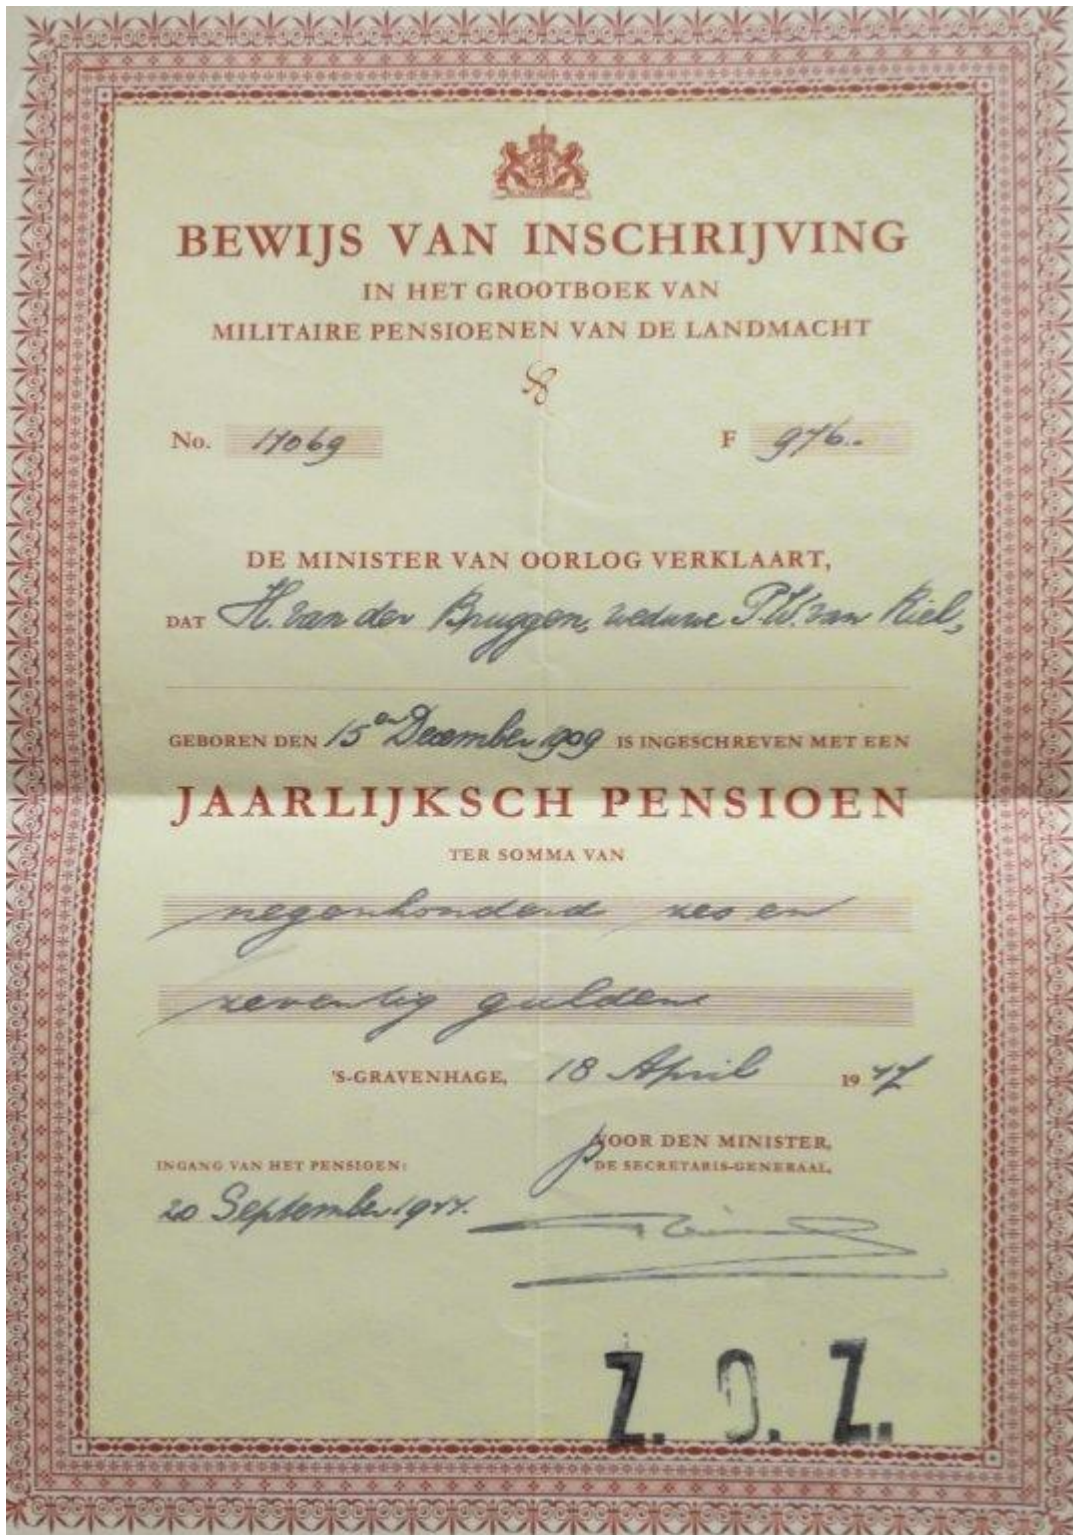 BEWIJS VAN INSCHRIJVING
IN HET GROOTBOEK VAN
MILITAIRE PENSIOENEN VAN DE LANDMACHT
No. 17069 F 976..
DE MINISTER VAN OORLOG VERKLAART,
DAT H. van der Bruggen, weduwe P.W. van Riel,
GEBOREN DEN 15en December 1909 IS INGESCHREVEN MET EEN
JAARLIJKSCH PENSIOEN
TER SOMMA VAN
negenhonderd zes en
zeventig gulden
'S-GRAVENHAGE, 18 April 1947
VOOR DEN MINISTER,
DE SECRETARIS-GENERAAL,
INGANG VAN HET PENSIOEN:
20 September 1944.
Z. O. Z.